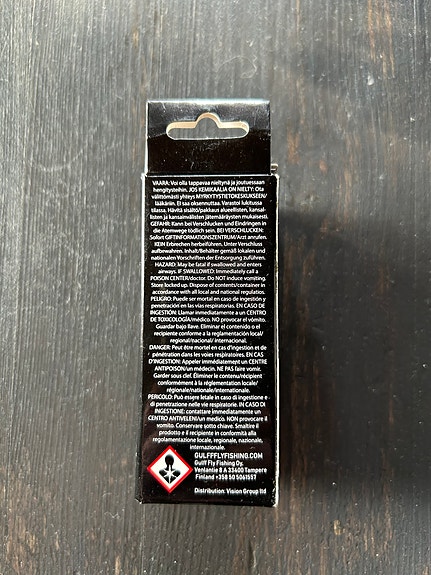 VAARA: Voi olla tappavaa nieltynä ja joutuessaan
hengitysteihin. JOS KEMIKAALIA ON NIELTY: Ota
välittömästi yhteys MYRKYTYSTIETOKESKUKSEEN/
lääkäriin. Ei saa oksennuttaa. Varastoi lukitussa
tilassa. Hävitä sisältö/pakkaus alueellisten, kansal-
listen ja kansainvälisten jätemääräysten mukaisesti.
GEFAHR: Kann bei Verschlucken und Eindringen in
die Atemwege tödlich sein. BEI VERSCHLUCKEN:
Sofort GIFTINFORMATIONSZENTRUM/Arzt anrufen.
KEIN Erbrechen herbeiführen. Unter Verschluss
aufbewahren. Inhalt/Behälter gemäß lokalen und
nationalen Vorschriften der Entsorgung zuführen.
HAZARD: May be fatal if swallowed and enters
airways. IF SWALLOWED: Immediately call a
POISON CENTER/doctor. Do NOT induce vomiting.
Store locked up. Dispose of contents/container in
accordance with all local and national regulatios.
PELIGRO: Puede ser mortal en caso de ingestión y
penetración en las vías respiratorias. EN CASO DE
INGESTIÓN: Llamar inmediatamente a un CENTRO
DE TOXICOLOGÍA/médico. NO provocar el vómito.
Guardar bajo llave. Eliminar el contenido o el
recipiente conforme a la reglamentación local/
regional/nacional/ internacional.
DANGER: Peut être mortel en cas d'ingestion et de
pénétration dans les voies respiratoires. EN CAS
D'INGESTION: Appeler immédiatement un CENTRE
ANTIPOISON/un médecin. NE PAS faire vomir.
Garder sous clef. Éliminer le contenu/récipient
conformément à la réglementation locale/
régionale/nationale/internationale.
PERICOLO: Può essere letale in caso di ingestione e
di penetrazione nelle vie respiratorie. IN CASO DI
INGESTIONE: contattare immediatamente un
CENTRO ANTIVELENI/un medico. NON provocare il
vomito. Conservare sotto chiave. Smaltire il
prodotto e il recipiente in conformità alla
regolamentazione locale, regionale, nazionale,
internazionale.
GULFFFLYFISHING.COM
Gulff Fly Fishing Oy.
Venlantie 8 A 33400 Tampere
Finland +358 50 5061557
Distribution: Vision Group ltd